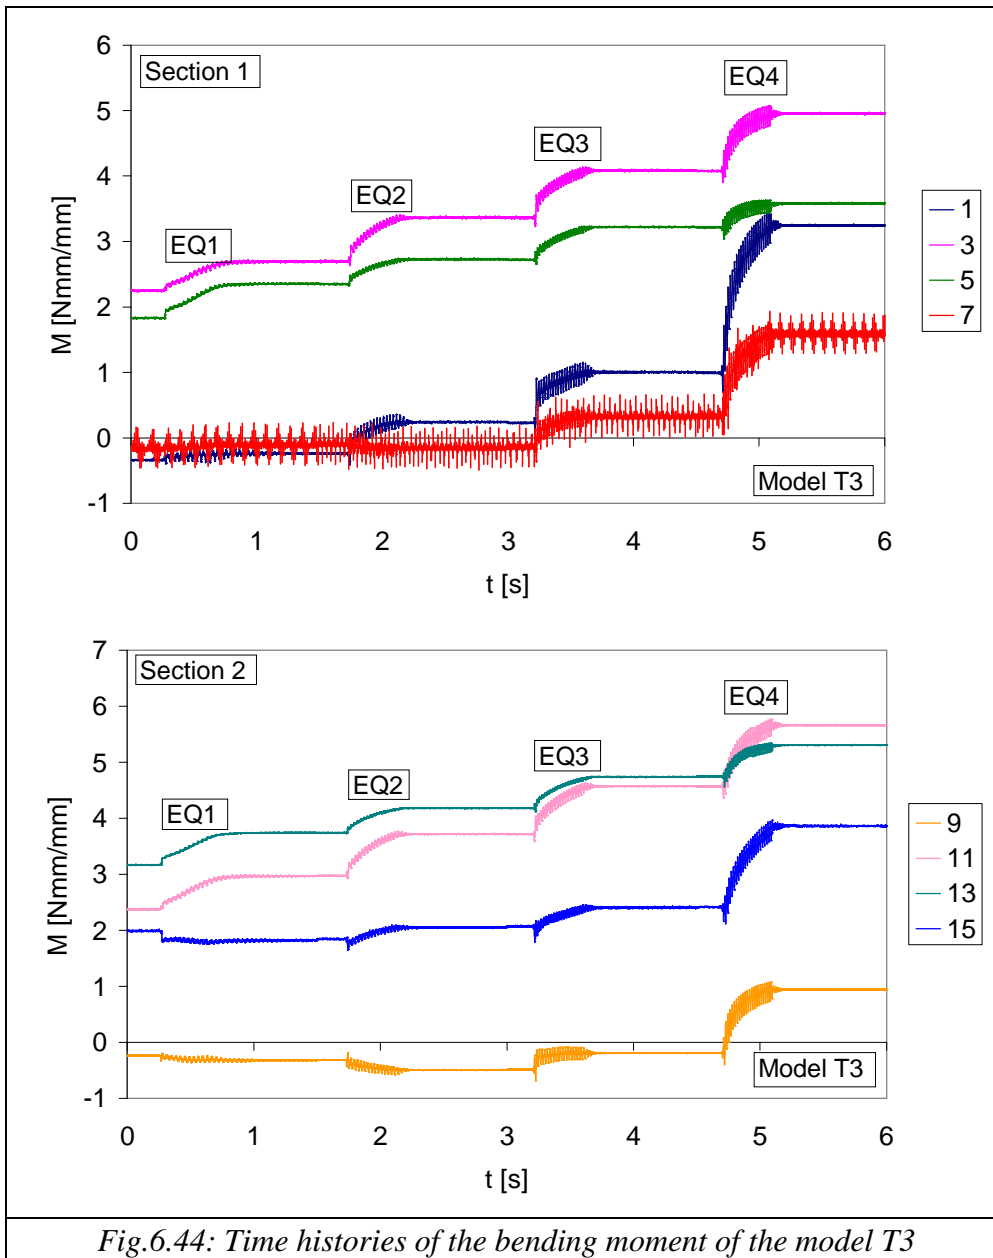 6
Section 1
EQ4
5
EQ3
4
EQ2
1
3
3
EQ1
5
2
7
M [Nmm/mm]
1
0
Model T3
-1
0 1 2 3 4 5 6
t [s]
7
Section 2
6
EQ4
5
EQ3
EQ2
4
EQ1
9
3
11
13
2
15
M [Nmm/mm]
1
0
Model T3
-1
0 1 2 3 4 5 6
t [s]
Fig.6.44: Time histories of the bending moment of the model T3